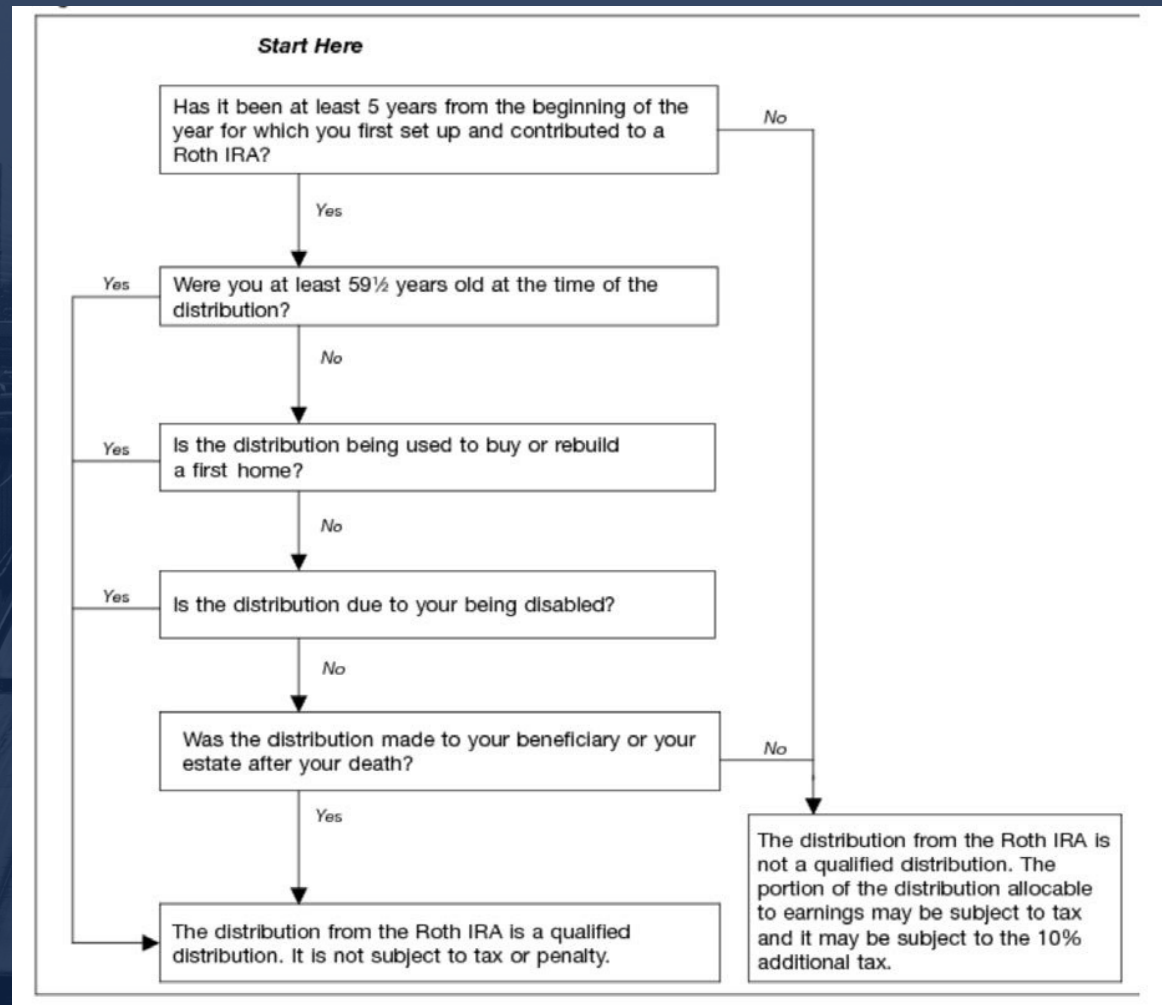 Start Here
Has it been at least 5 years from the beginning of the
year for which you first set up and contributed to a
Roth IRA?
No
Yes
Yes
Were you at least 59½ years old at the time of the
distribution?
No
Yes
Is the distribution being used to buy or rebuild
a first home?
No
Yes
Is the distribution due to your being disabled?
No
Was the distribution made to your beneficiary or your
estate after your death?
No
Yes
The distribution from the Roth IRA is a qualified
distribution. It is not subject to tax or penalty.
The distribution from the Roth IRA is
not a qualified distribution. The
portion of the distribution allocable
to earnings may be subject to tax
and it may be subject to the 10%
additional tax.